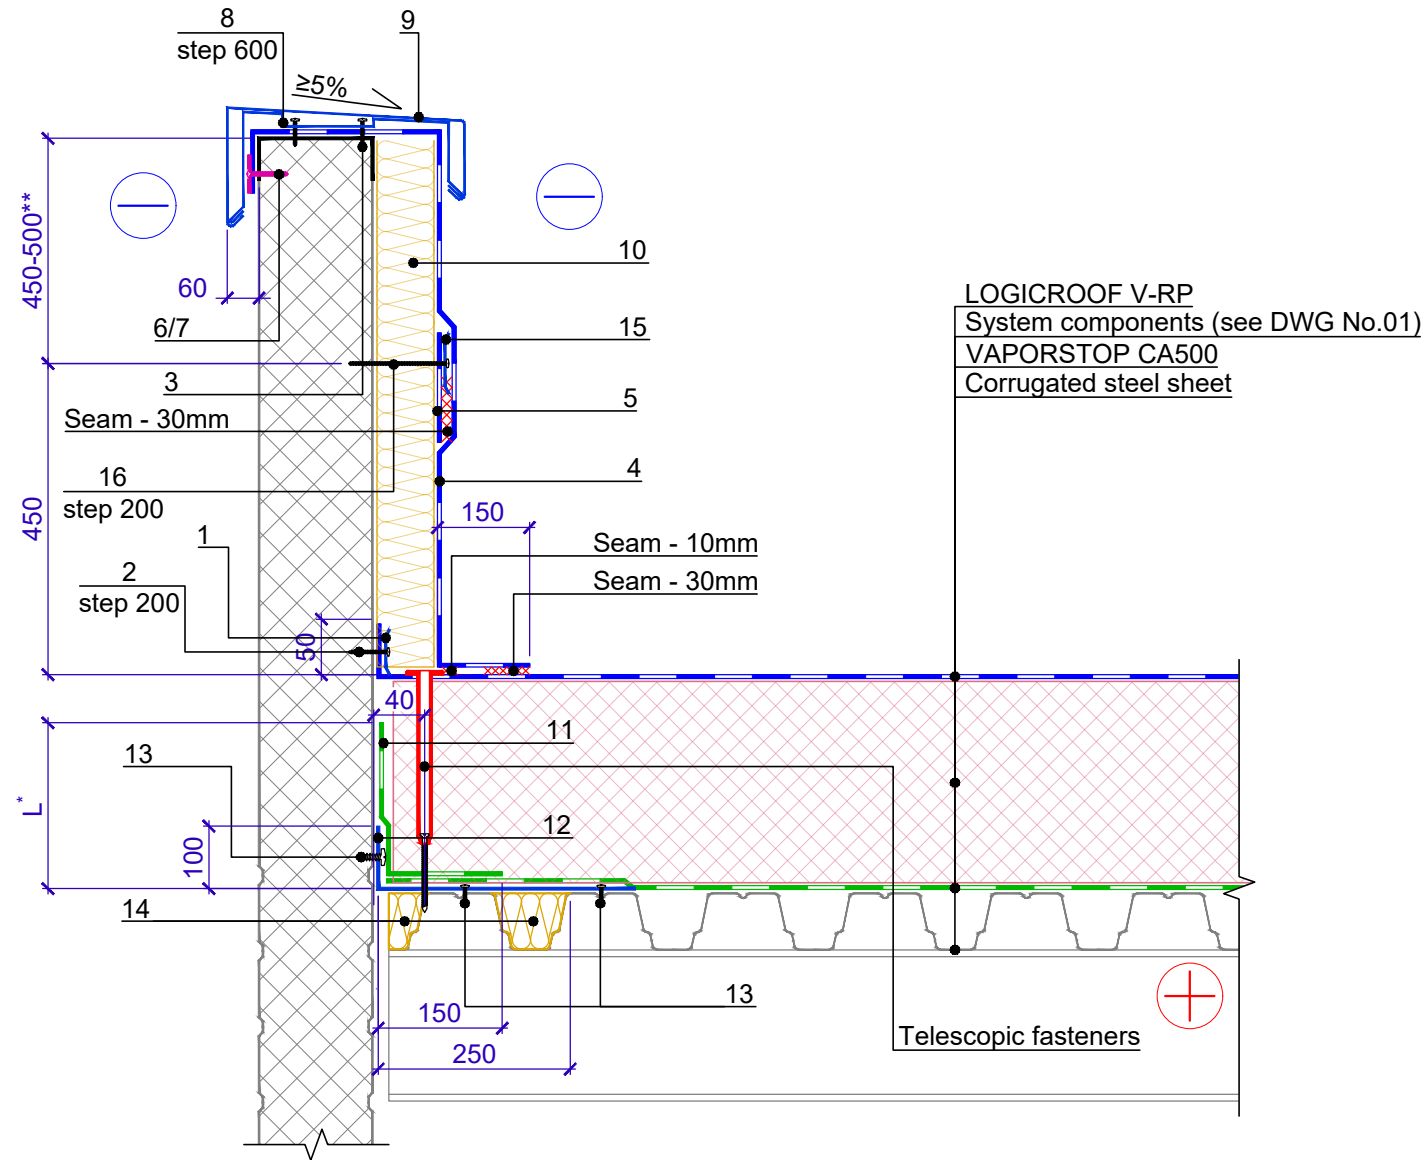 8
step 600
9
≥5%
450-500**
60
6/7
3
Seam - 30mm
16
step 200
450
1
2
step 200
50
10
15
5
4
150
Seam - 10mm
Seam - 30mm
LOGICROOF V-RP
System components (see DWG No.01)
VAPORSTOP CA500
Corrugated steel sheet
40
11
13
L*
100
12
14
13
150
250
Telescopic fasteners